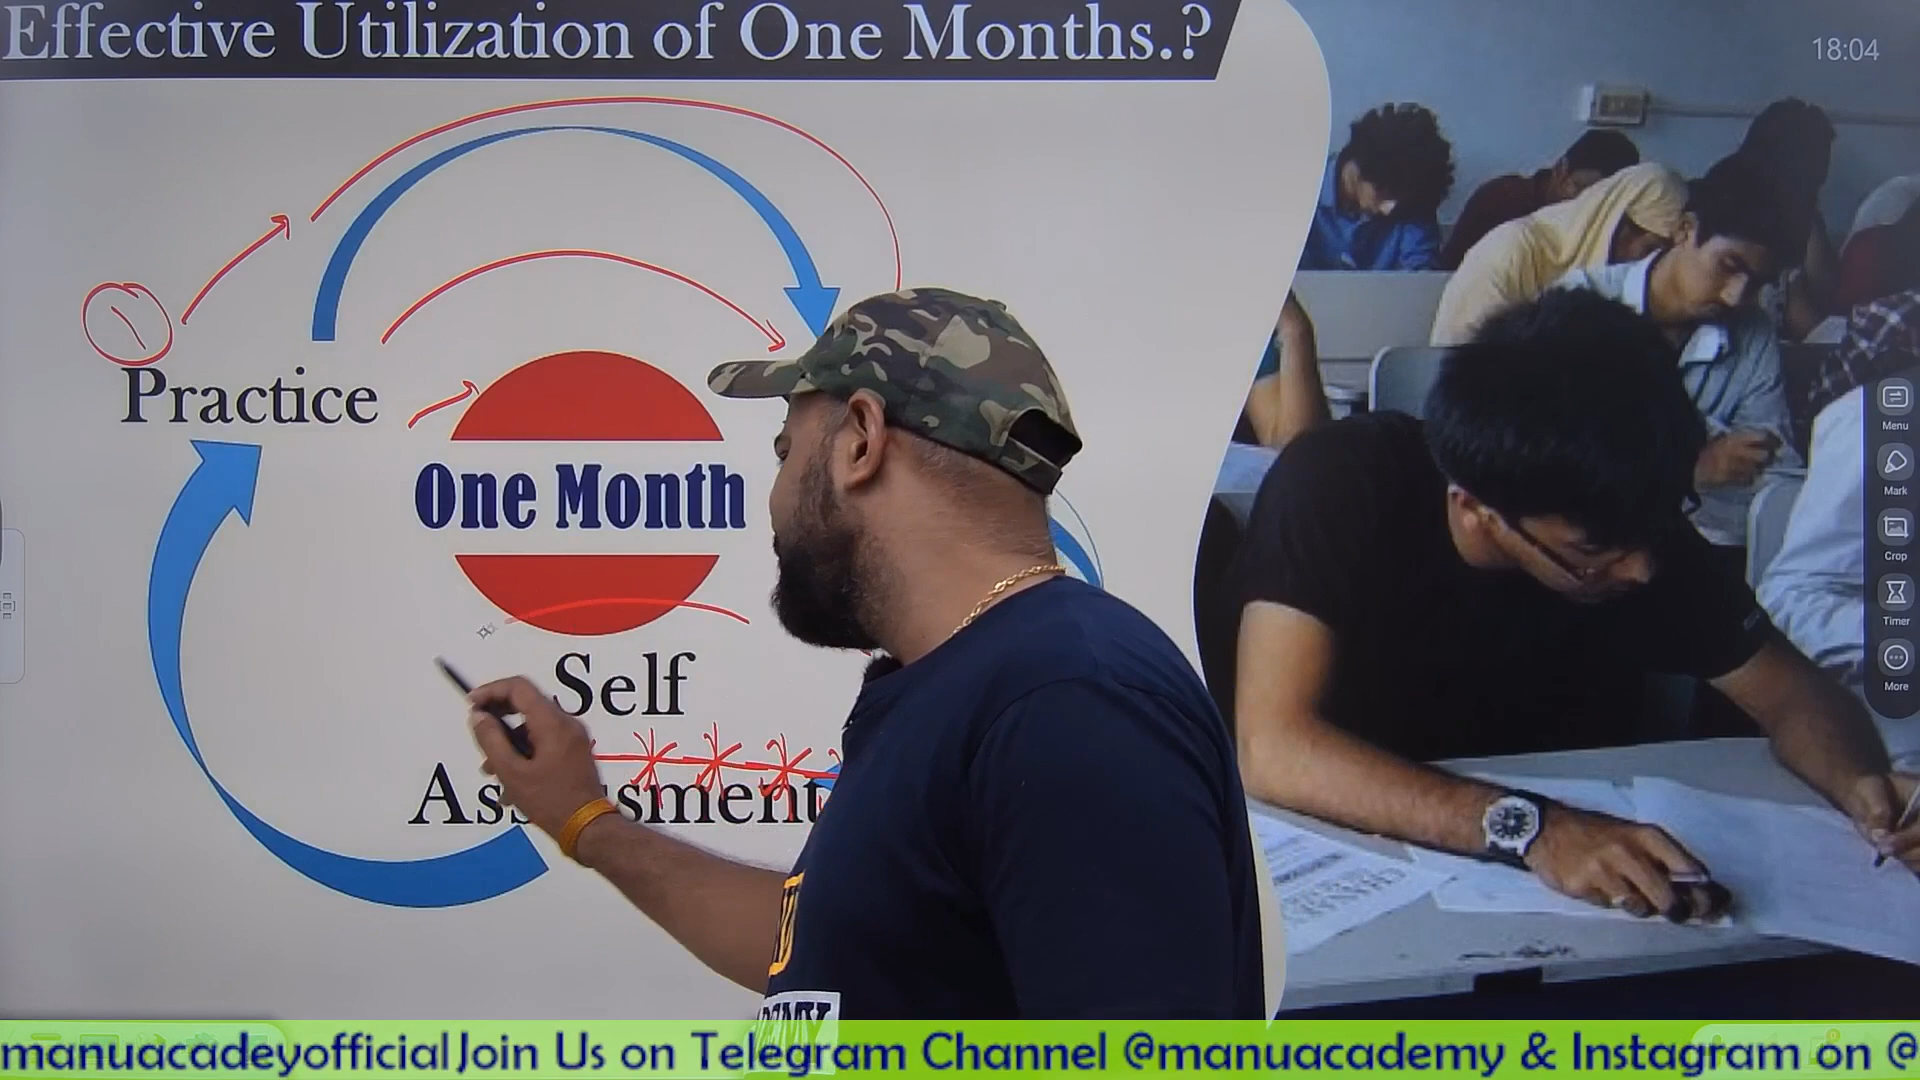 Effective Utilization of One Months.?
18:04
Practice
One Month
Self
Menu
Mark
Crop
Timer
More
manuacadeyofficial Join Us on Telegram Channel @manuacademy & Instagram on @